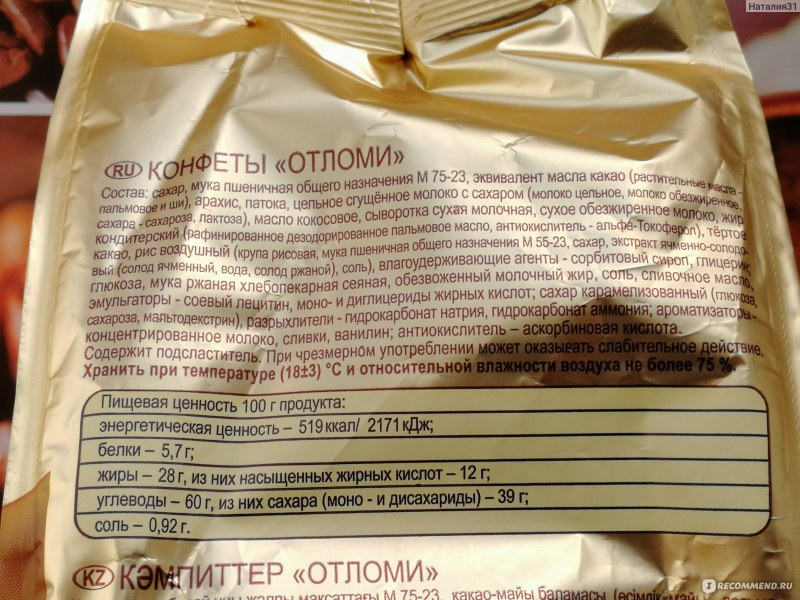 Наталия31
RU КОНФЕТЫ «ОТЛОМИ»
Состав: сахар, мука пшеничная общего назначения М 75-23, эквивалент масла какао (растительные масла -
пальмовое и ши), арахис, патока, цельное сгущённое молоко с сахаром (молоко цельное, молоко обезжиренное,
сахара - сахароза, лактоза), масло кокосовое, сыворотка сухая молочная, сухое обезжиренное молоко, жир
кондитерский (рафинированное дезодорированное пальмовое масло, антиокислитель - альфа-Токоферол), тёртое
какао, рис воздушный (крупа рисовая, мука пшеничная общего назначения М 55-23, сахар, экстракт ячменно-солодо-
вый (солод ячменный, вода, солод ржаной), соль), влагоудерживающие агенты - сорбитовый сироп, глицерин,
глюкоза, мука ржаная хлебопекарная сеяная, обезвоженный молочный жир, соль, сливочное масло,
эмульгаторы - соевый лецитин, моно- и диглицериды жирных кислот; сахар карамелизованный (глюкоза,
сахароза, мальтодекстрин), разрыхлители - гидрокарбонат натрия, гидрокарбонат аммония; ароматизаторы -
концентрированное молоко, сливки, ванилин; антиокислитель – аскорбиновая кислота.
Содержит подсластитель. При чрезмерном употреблении может оказывать слабительное действие.
Хранить при температуре (18±3) °С и относительной влажности воздуха не более 75 %.
Пищевая ценность 100 г продукта:
энергетическая ценность – 519 ккал/ 2171 кДж;
белки – 5,7 г;
жиры – 28 г, из них насыщенных жирных кислот – 12 г;
углеводы – 60 г, из них сахара (моно - и дисахариды) – 39 г;
соль – 0,92 г.
KZ КӘМПИТТЕР «ОТЛОМИ»
жалпы мақсаттағы М 75-23, какао-майы баламасы (өсімлік-майы
RECOMMEND.RU